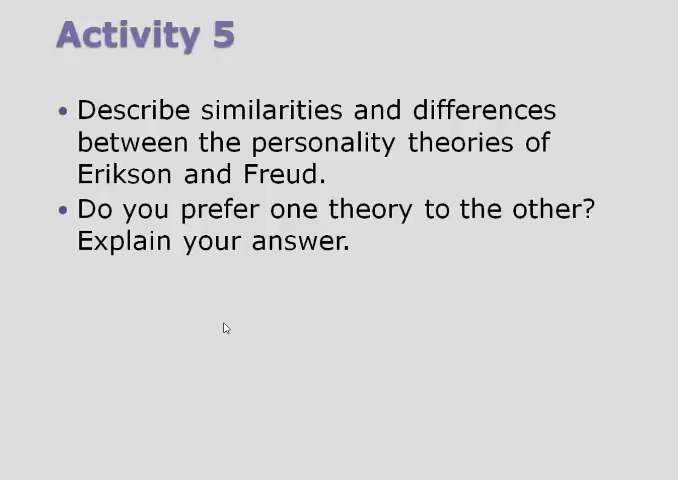 Activity 5
• Describe similarities and differences
between the personality theories of
Erikson and Freud.
• Do you prefer one theory to the other?
Explain your answer.